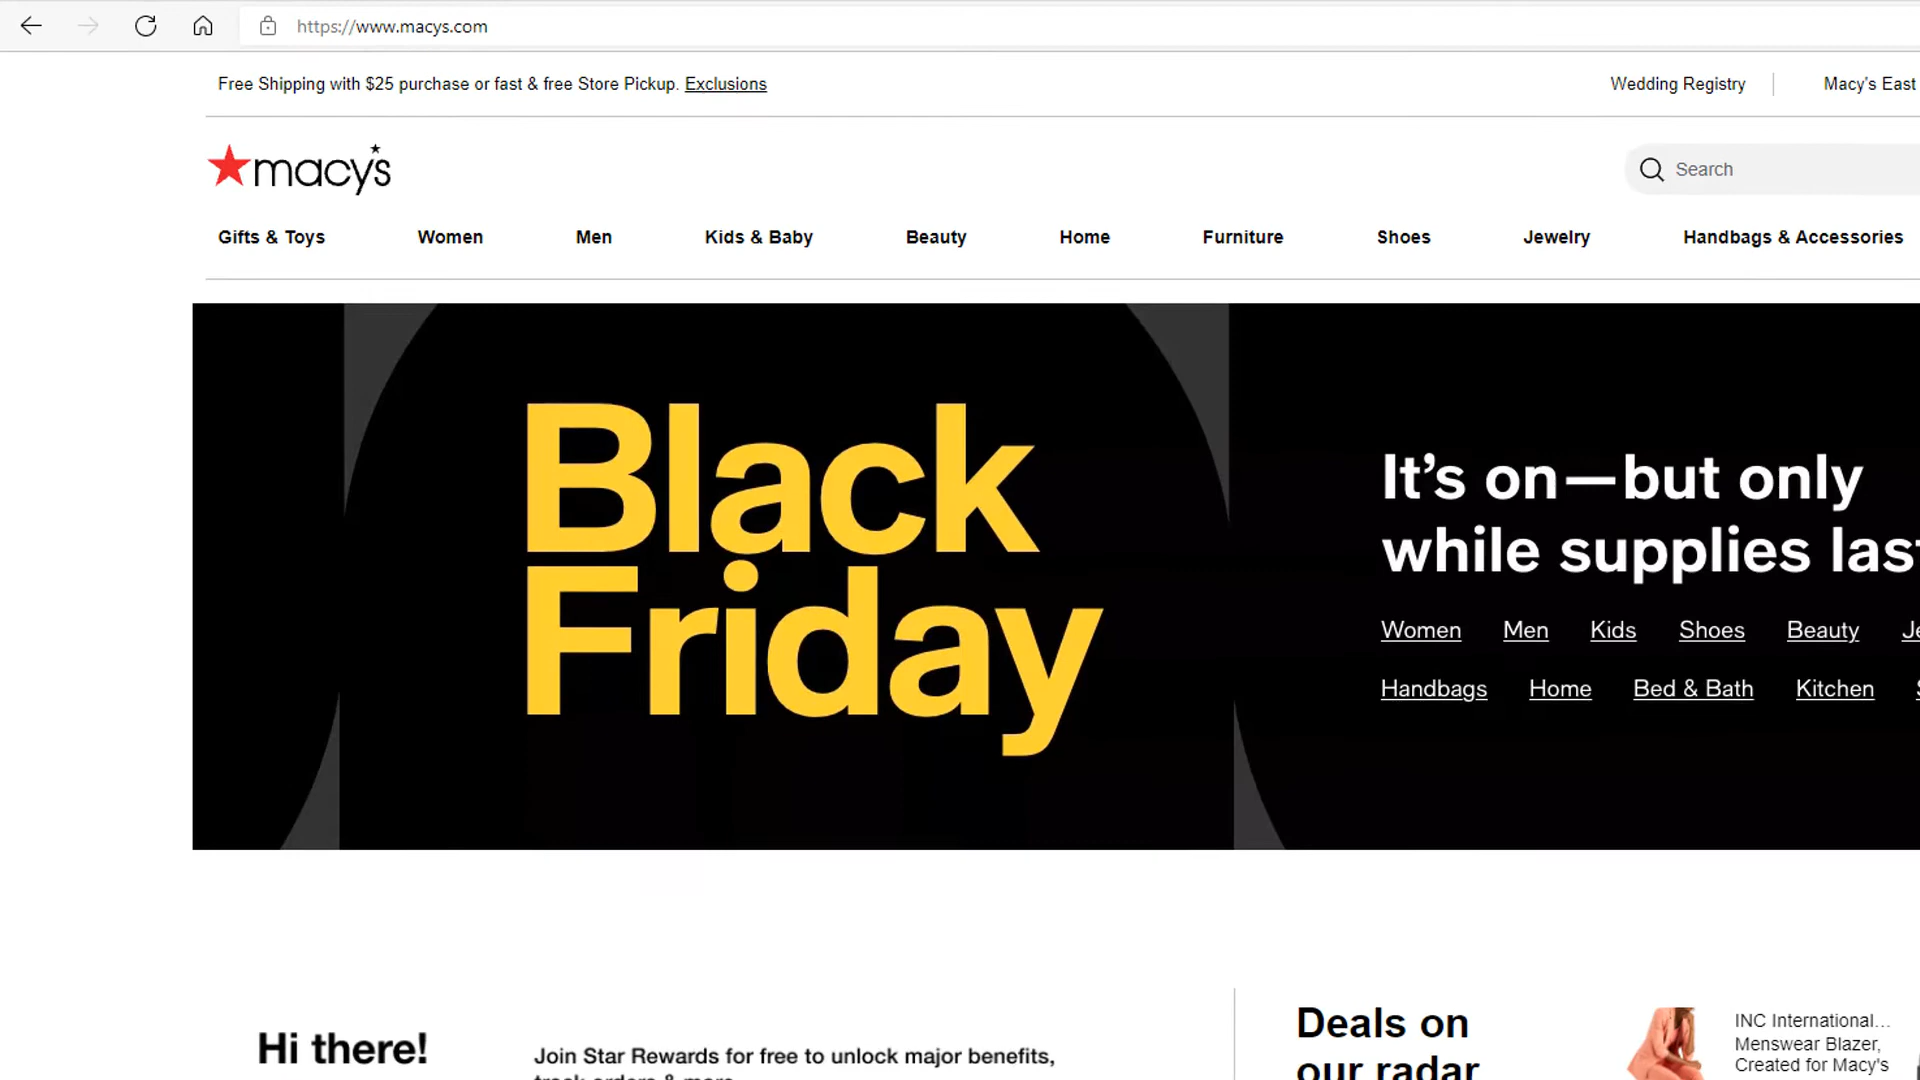 https://www.macys.com
Free Shipping with $25 purchase or fast & free Store Pickup. Exclusions
Wedding Registry
Macy's East
macy's
Search
Gifts & Toys
Women
Men
Kids & Baby
Beauty
Home
Furniture
Shoes
Jewelry
Handbags & Accessories
Black
Friday
It’s on—but only
while supplies last
Women Men Kids Shoes Beauty
Handbags Home Bed & Bath Kitchen
Hi there!
Join Star Rewards for free to unlock major benefits,
track orders & more.
Deals on
our radar
INC International...
Menswear Blazer,
Created for Macy's